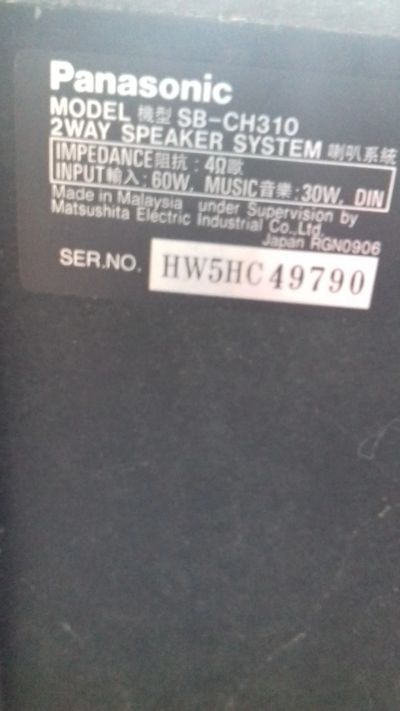 Panasonic
MODEL 機型 SB-CH310
2WAY SPEAKER SYSTEM 喇叭系統
IMPEDANCE阻抗: 4Ω歐
INPUT輸入: 60W, MUSIC音樂: 30W, DIN
Made in Malaysia under Supervision by
Matsushita Electric Industrial Co.,Ltd.
Japan RGN0906
SER.NO. HW5HC49790